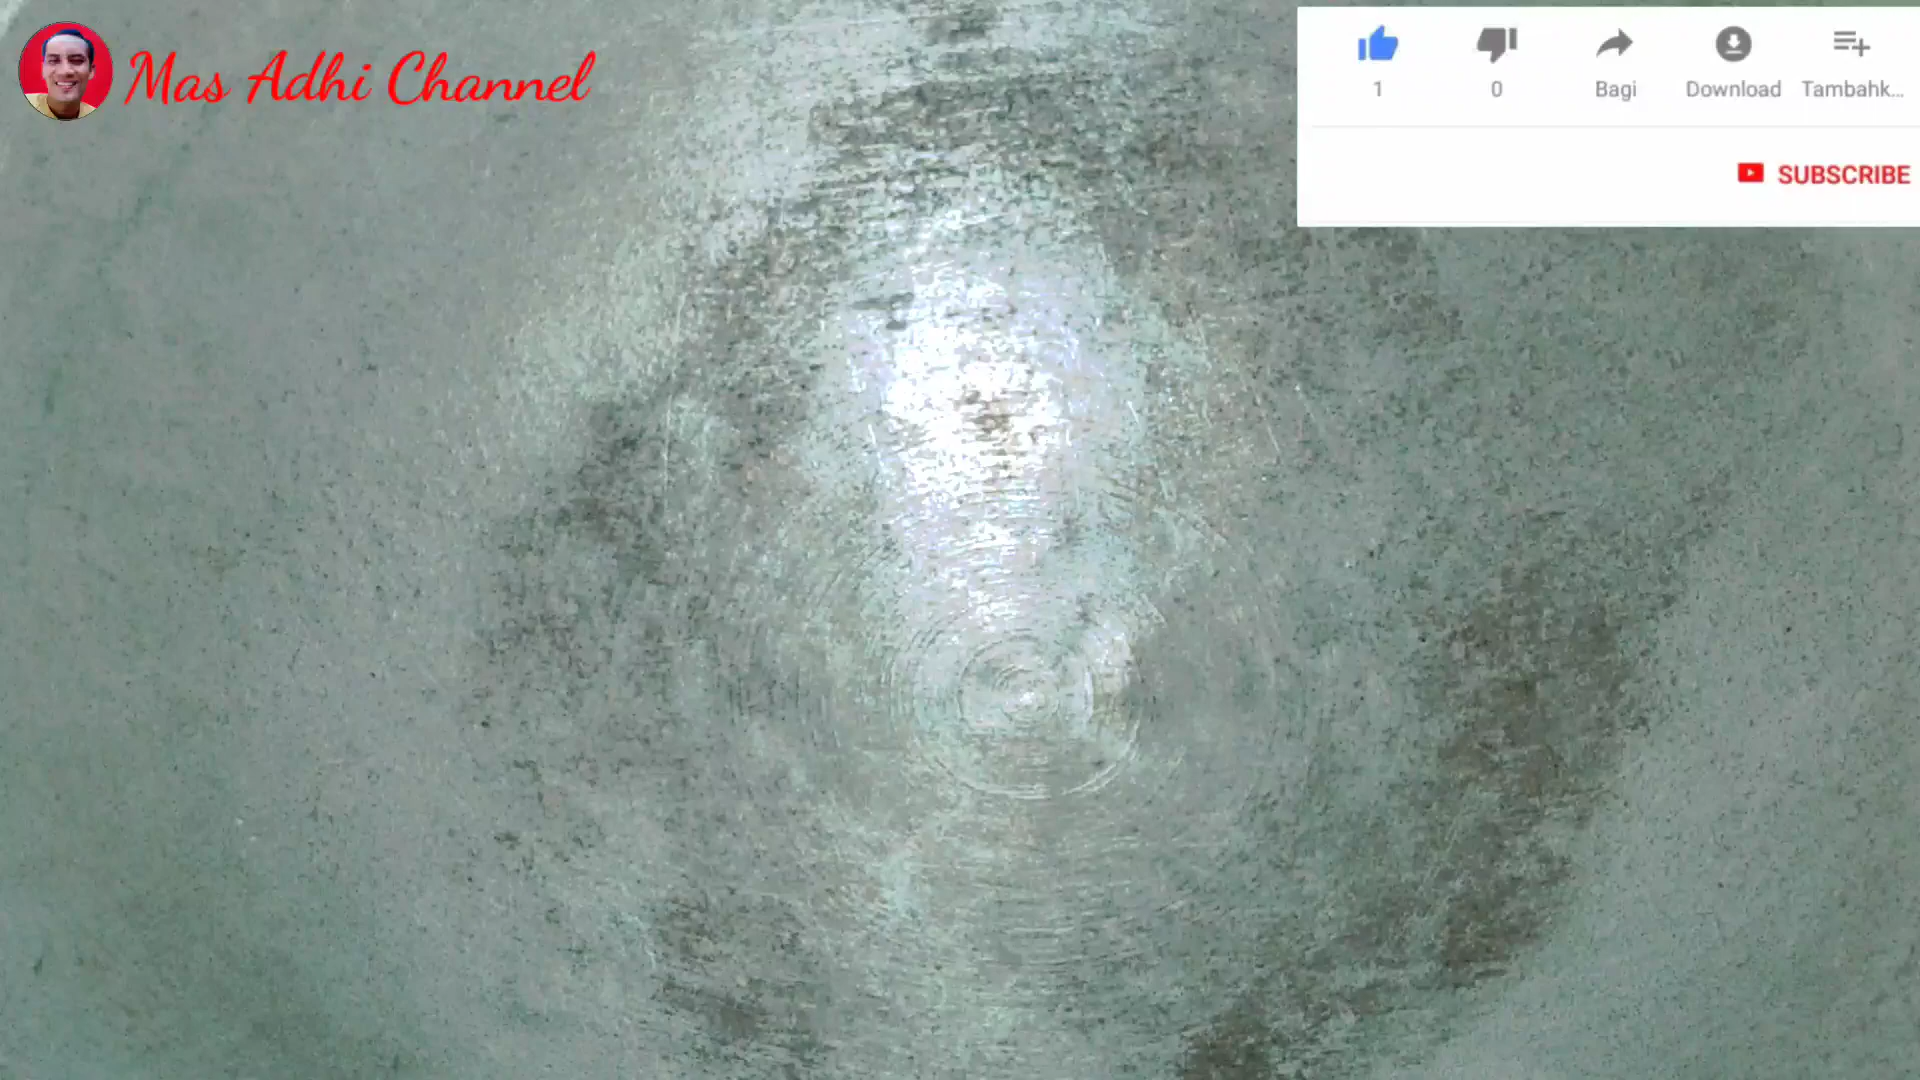 Mas Adhi Channel
1
0
Bagi
Download
Tambahk...
SUBSCRIBE